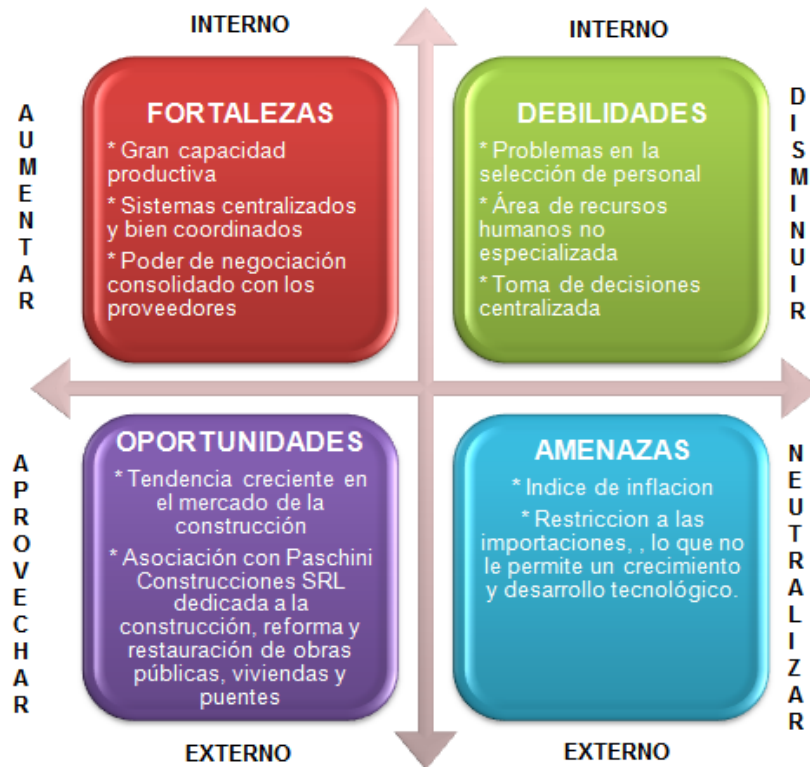 INTERNO
INTERNO
AUMENTAR
FORTALEZAS
* Gran capacidad
productiva
* Sistemas centralizados
y bien coordinados
* Poder de negociación
consolidado con los
proveedores
DEBILIDADES
* Problemas en la
selección de personal
* Área de recursos
humanos no
especializada
* Toma de decisiones
centralizada
DISMINUIR
APROVECHAR
OPORTUNIDADES
* Tendencia creciente en
el mercado de la
construcción
* Asociación con Paschini
Construcciones SRL
dedicada a la
construcción, reforma y
restauración de obras
públicas, viviendas y
puentes
AMENAZAS
* Indice de inflacion
* Restriccion a las
importaciones, , lo que no
le permite un crecimiento
y desarrollo tecnológico.
NEUTRALIZAR
EXTERNO
EXTERNO